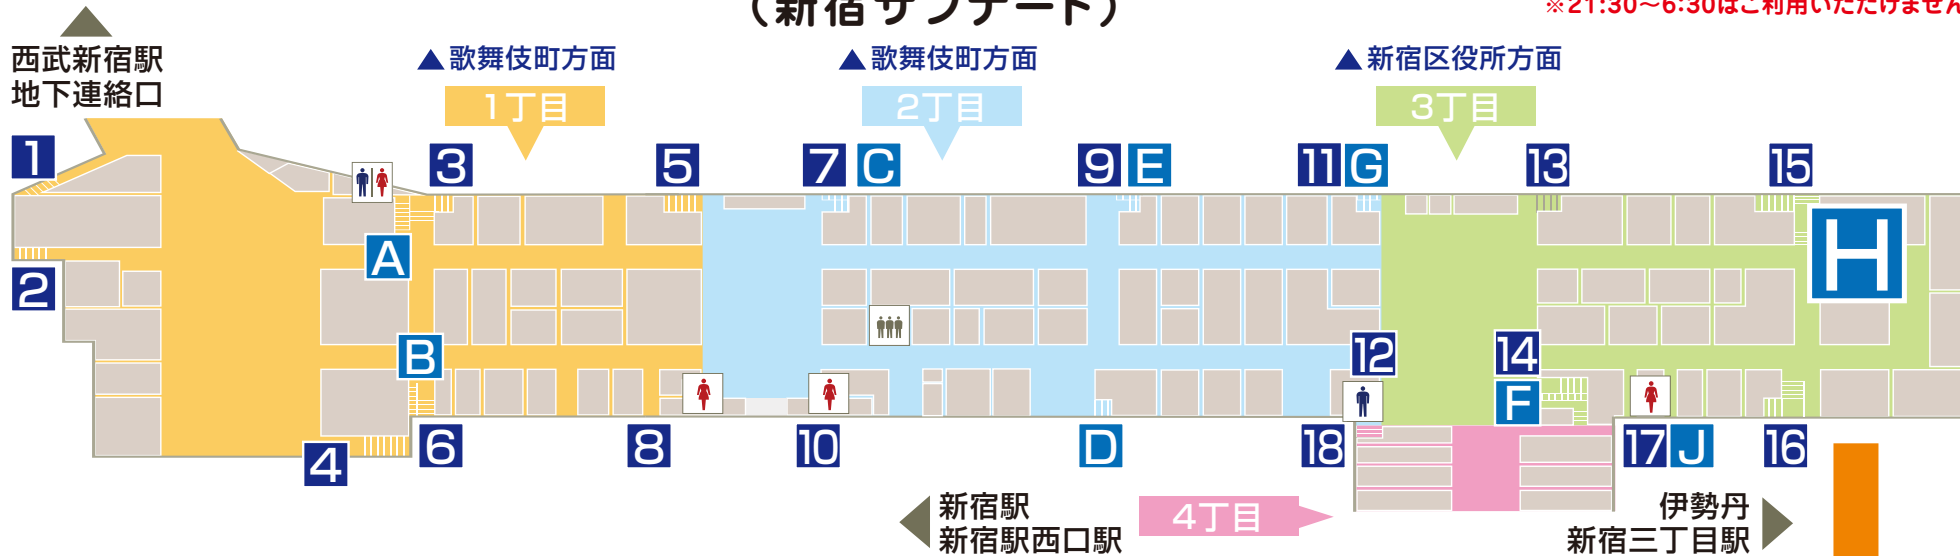 (新宿サブナード)
※21:30～6:30はご利用いただけません
西武新宿駅
地下連絡口
▲歌舞伎町方面
▲歌舞伎町方面
▲新宿区役所方面
1丁目
2丁目
3丁目
1
3
5
7 C
9 E
11 G
13
15
A
H
2
B
12
14
F
4
6
8
10
D
18
17 J
16
新宿駅
新宿駅西口駅
4丁目
伊勢丹
新宿三丁目駅